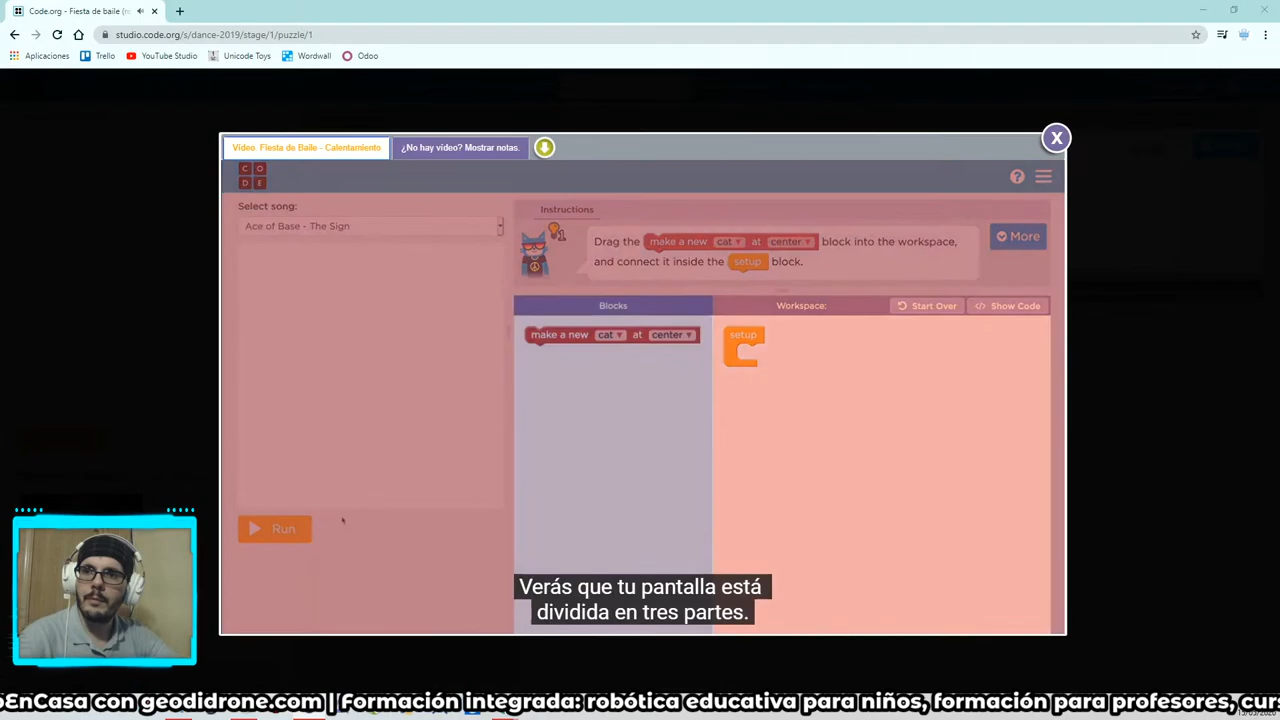 Code.org - Fiesta de baile (n
studio.code.org/s/dance-2019/stage/1/puzzle/1
Aplicaciones Trello YouTube Studio Unicode Toys Wordwall Odoo
Vídeo. Fiesta de Baile - Calentamiento ¿No hay video? Mostrar notas. X
C O
D E
Select song:
Ace of Base - The Sign
Instructions
1
Drag the make a new cat at center block into the workspace,
and connect it inside the setup block.
More
Blocks
Workspace:
Start Over
Show Code
make a new cat at center
setup
Run
Verás que tu pantalla está
dividida en tres partes.
oEnCasa con geodidrone.com | Formación integrada: robótica educativa para niños, formación para profesores, cur